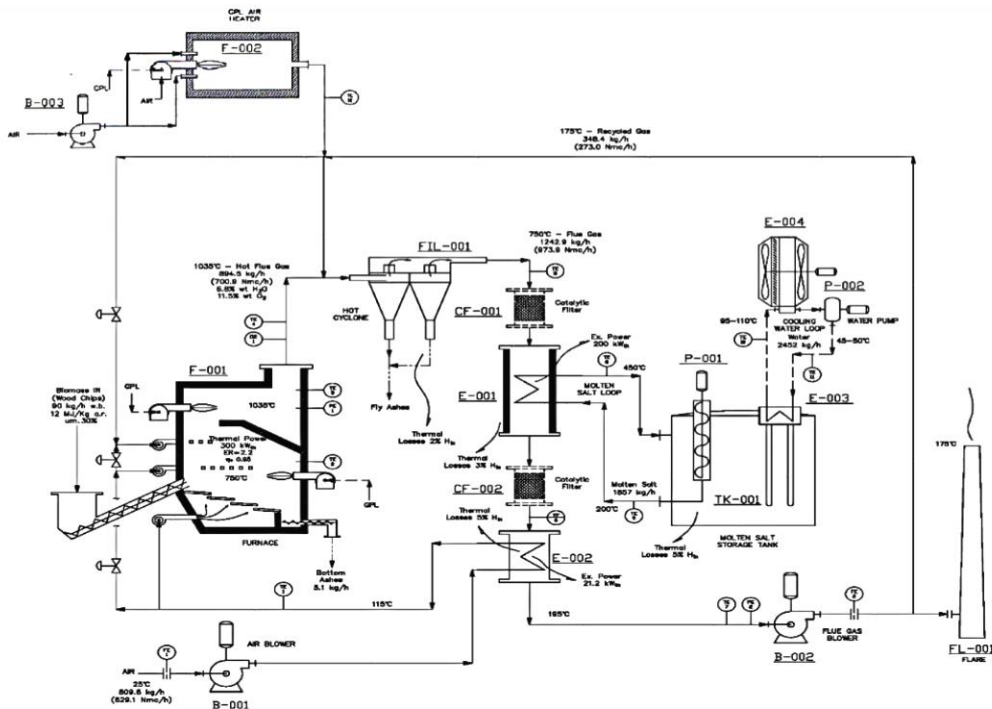 GPL AIR
HEATER
F-002
GPL
AIR
B-003
AIR
175°C - Recycled Gas
348.4 kg/h
(273.0 Nmc/h)
E-004
P-002
WATER PUMP
COOLING
WATER LOOP
Water
2452 kg/h
95-110°C
45-50°C
FIL-001
750°C - Flue Gas
1242.9 kg/h
(973.9 Nmc/h)
1035°C - Hot Flue Gas
894.5 kg/h
(700.9 Nmc/h)
6.8% wt H2O
11.5% wt O2
HOT
CYCLONE
CF-001
Catalytic
Filter
Ex. Power
200 kWth
E-001
MOLTEN
SALT LOOP
450°C
P-001
E-003
F-001
GPL
1035°C
Biomass IN
(Wood Chips)
90 kg/h w.b.
12 MJ/Kg a.r.
um.30%
Thermal Power
300 kWth
ER=2.2
750°C
GPL
FURNACE
Bottom
Ashes
5.1 kg/h
Fly Ashes
Thermal
Losses 2% Hin
Thermal
Losses 3% Hin
CF-002
Catalytic
Filter
Molten Salt
1857 kg/h
200°C
TK-001
MOLTEN SALT
STORAGE TANK
Thermal
Losses 5% Hin
Thermal
Losses 5% Hin
E-002
Ex. Power
21.2 kWth
115°C
195°C
175°C
AIR BLOWER
AIR
25°C
809.6 kg/h
(629.1 Nmc/h)
B-001
FLUE GAS
BLOWER
B-002
FL-001
FLARE